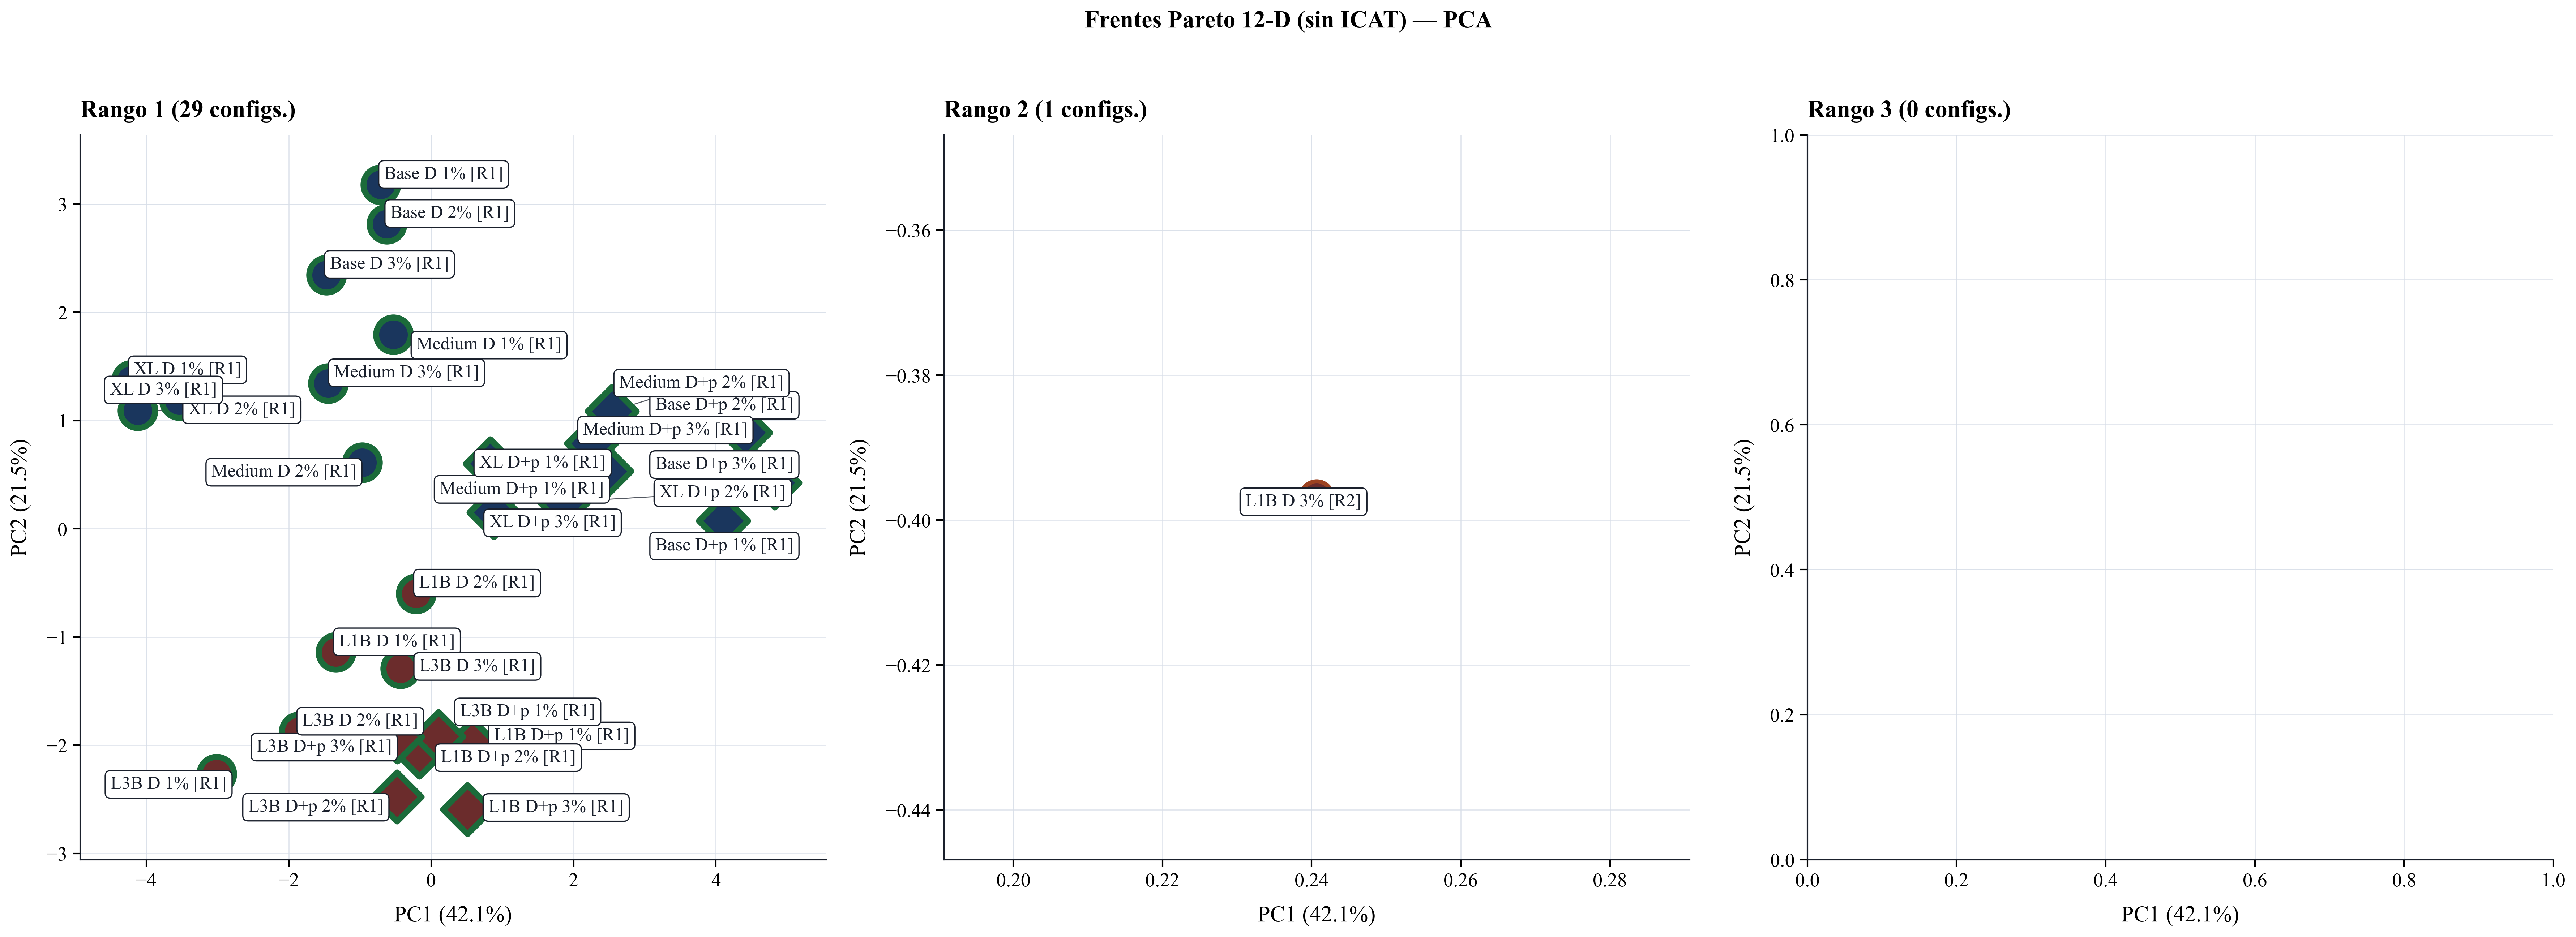 Frentes Pareto 12-D (sin ICAT) — PCA
Rango 1 (29 configs.)
Base D 1% [R1]
Base D 2% [R1]
Base D 3% [R1]
Medium D 1% [R1]
Medium D 3% [R1]
XL D 1% [R1]
XL D 3% [R1]
XL D 2% [R1]
Medium D 2% [R1]
Medium D+p 2% [R1]
Base D+p 2% [R1]
Medium D+p 3% [R1]
XL D+p 1% [R1]
Base D+p 3% [R1]
Medium D+p 1% [R1]
XL D+p 2% [R1]
XL D+p 3% [R1]
Base D+p 1% [R1]
L1B D 2% [R1]
L1B D 1% [R1]
L3B D 3% [R1]
L3B D+p 1% [R1]
L3B D 2% [R1]
L1B D+p 1% [R1]
L3B D+p 3% [R1]
L1B D+p 2% [R1]
L3B D 1% [R1]
L3B D+p 2% [R1]
L1B D+p 3% [R1]
3
2
1
0
−1
−2
−3
−4 −2 0 2 4
PC1 (42.1%)
PC2 (21.5%)
Rango 2 (1 configs.)
−0.36
−0.38
−0.40
−0.42
−0.44
L1B D 3% [R2]
0.20 0.22 0.24 0.26 0.28
PC1 (42.1%)
PC2 (21.5%)
Rango 3 (0 configs.)
1.0
0.8
0.6
0.4
0.2
0.0
0.0 0.2 0.4 0.6 0.8 1.0
PC1 (42.1%)
PC2 (21.5%)